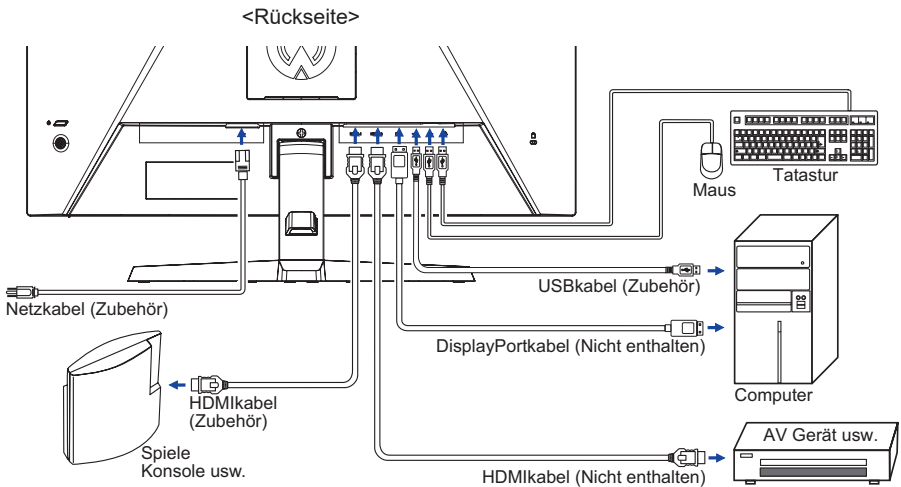 <Rückseite>
Maus
Tatastur
USBkabel (Zubehör)
Netzkabel (Zubehör)
DisplayPortkabel (Nicht enthalten)
Computer
HDMIkabel
(Zubehör)
Spiele
Konsole usw.
AV Gerät usw.
HDMIkabel (Nicht enthalten)